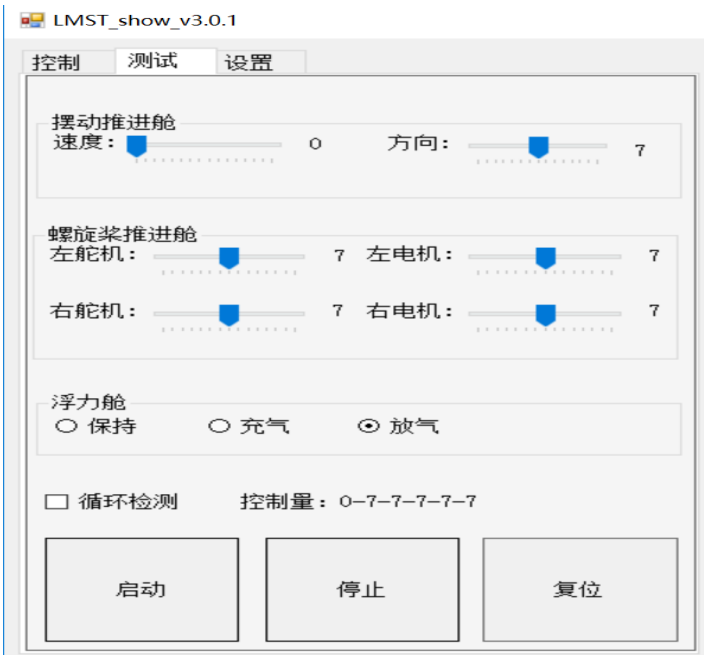 LMST_show_v3.0.1
控制 测试 设置
摆动推进舱
速度： 0 方向： 7
螺旋桨推进舱
左舵机： 7 左电机： 7
右舵机： 7 右电机： 7
浮力舱
保持 充气 放气
循环检测 控制量：0-7-7-7-7-7
启动 停止 复位